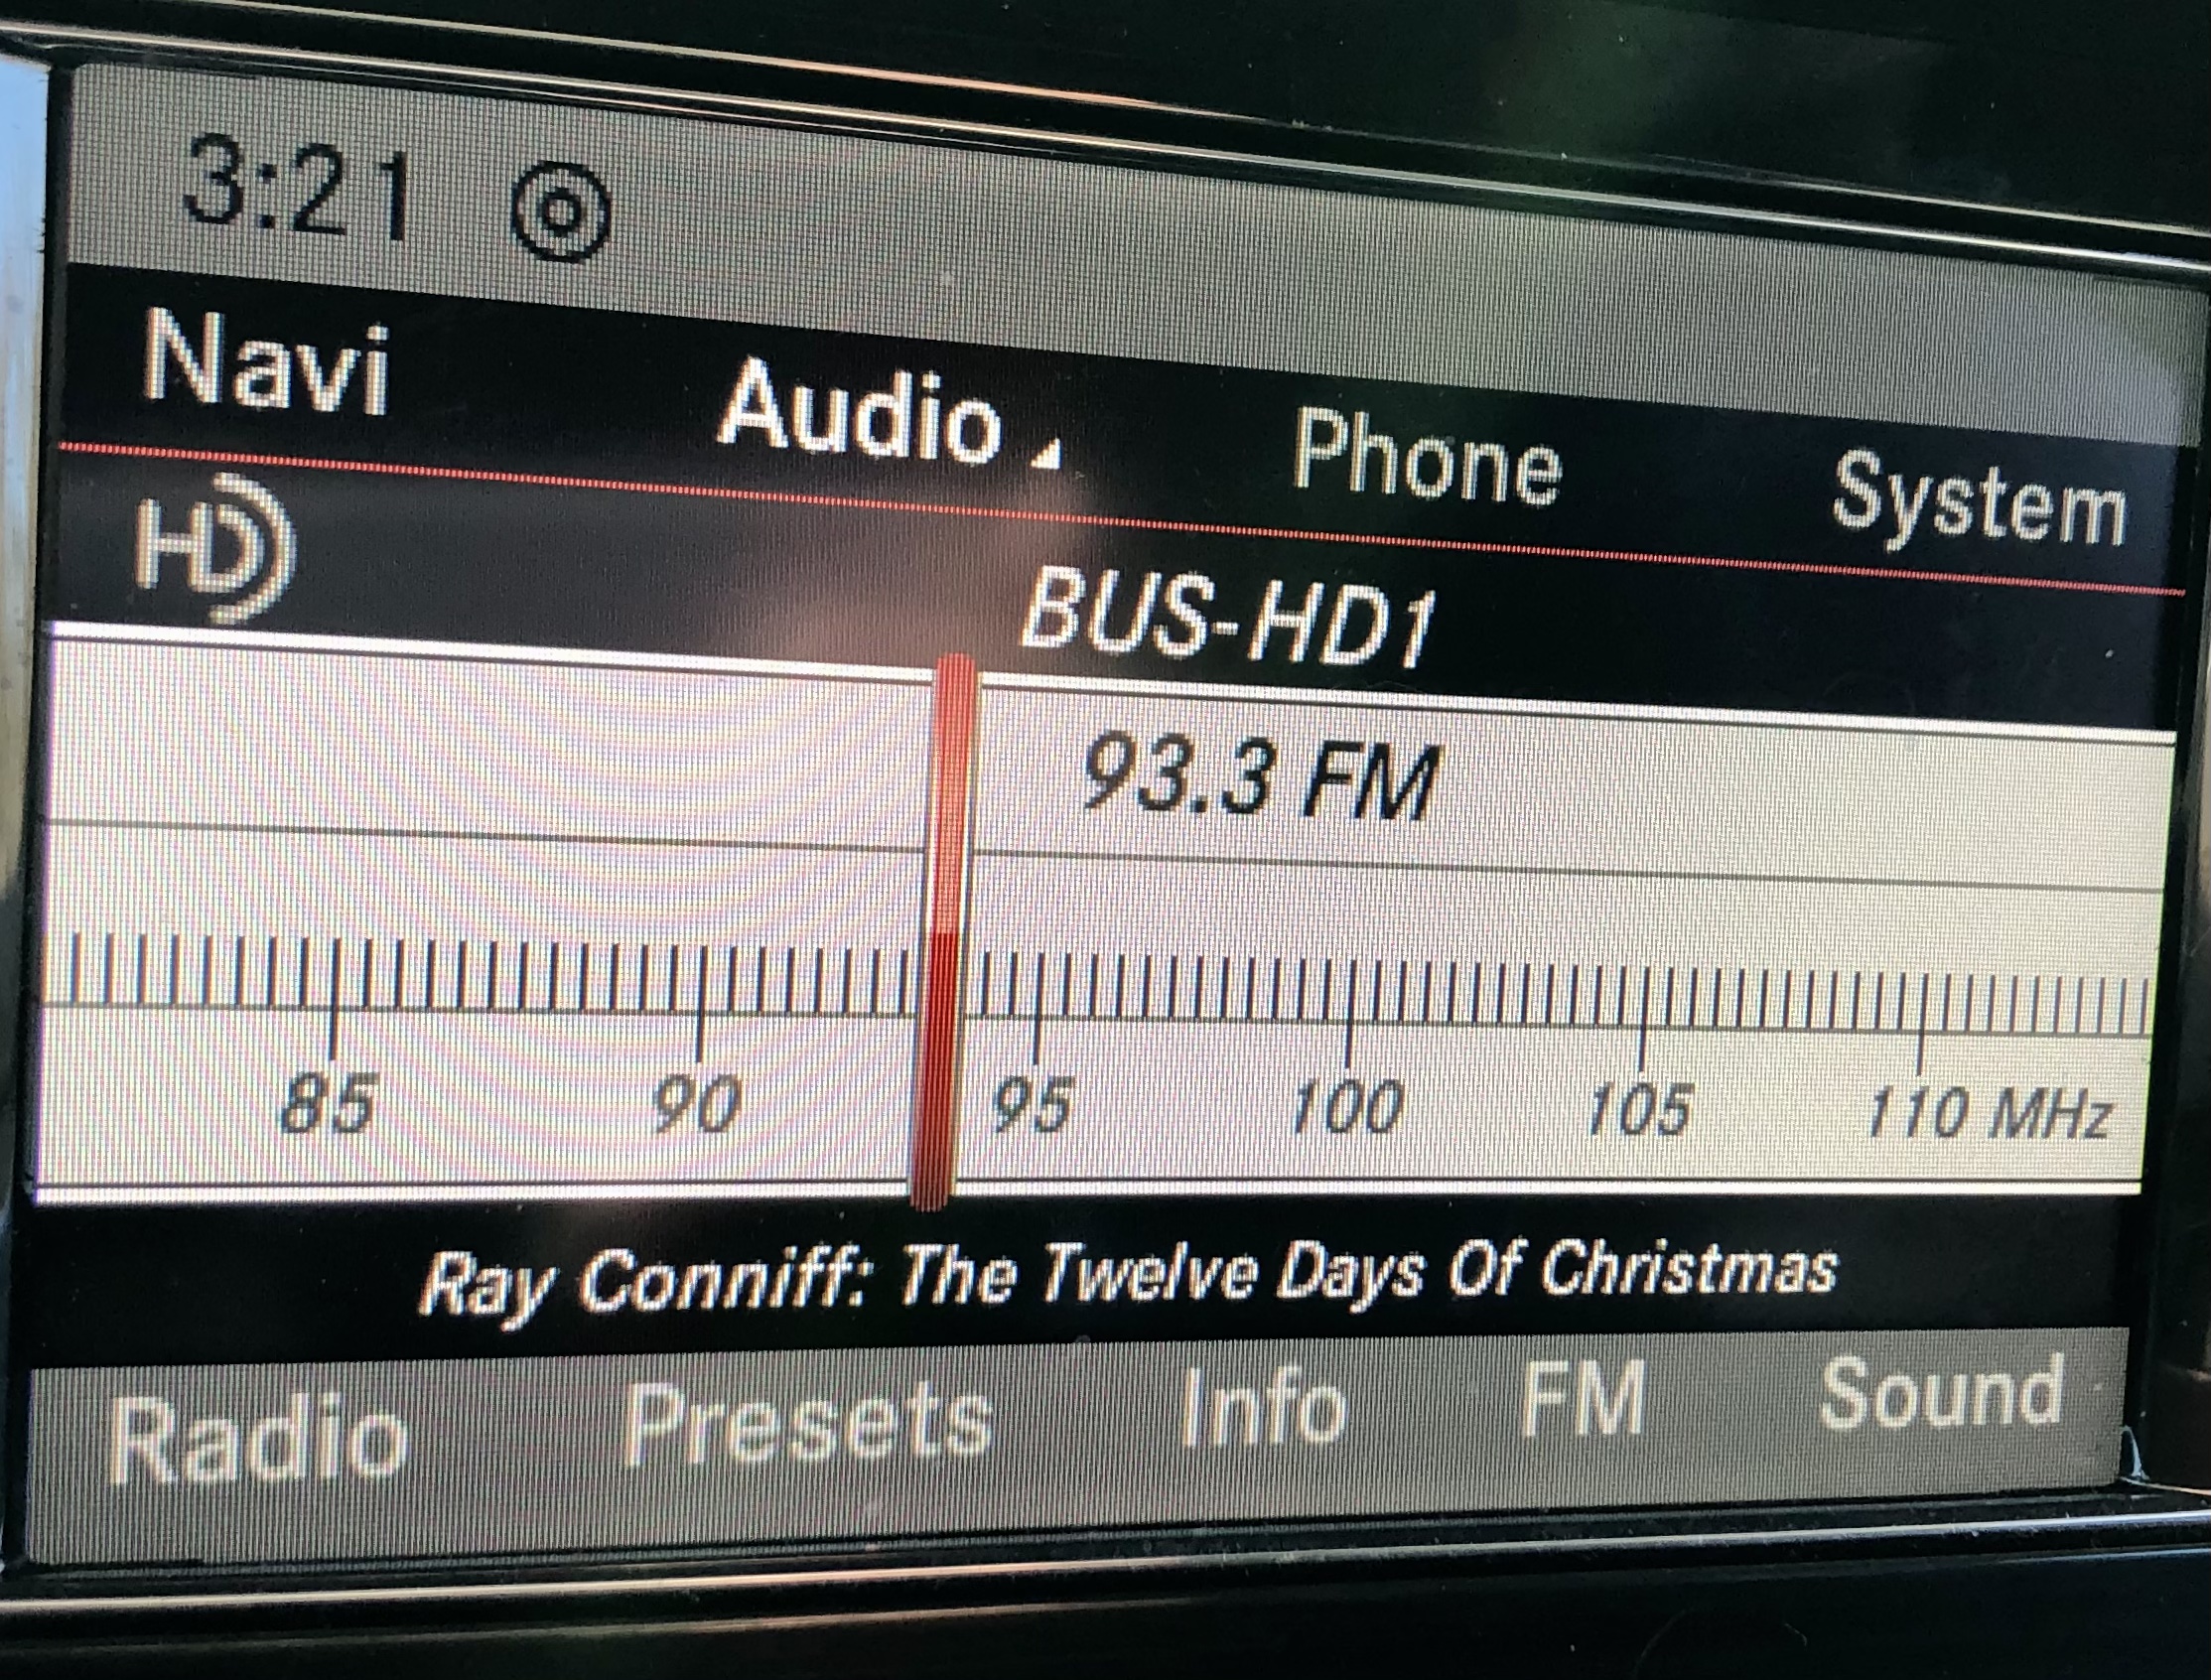 3:21
Navi Audio Phone System
HD
BUS-HD1
93.3 FM
85 90 95 100 105 110 MHz
Ray Conniff: The Twelve Days Of Christmas
Radio Presets Info FM Sound